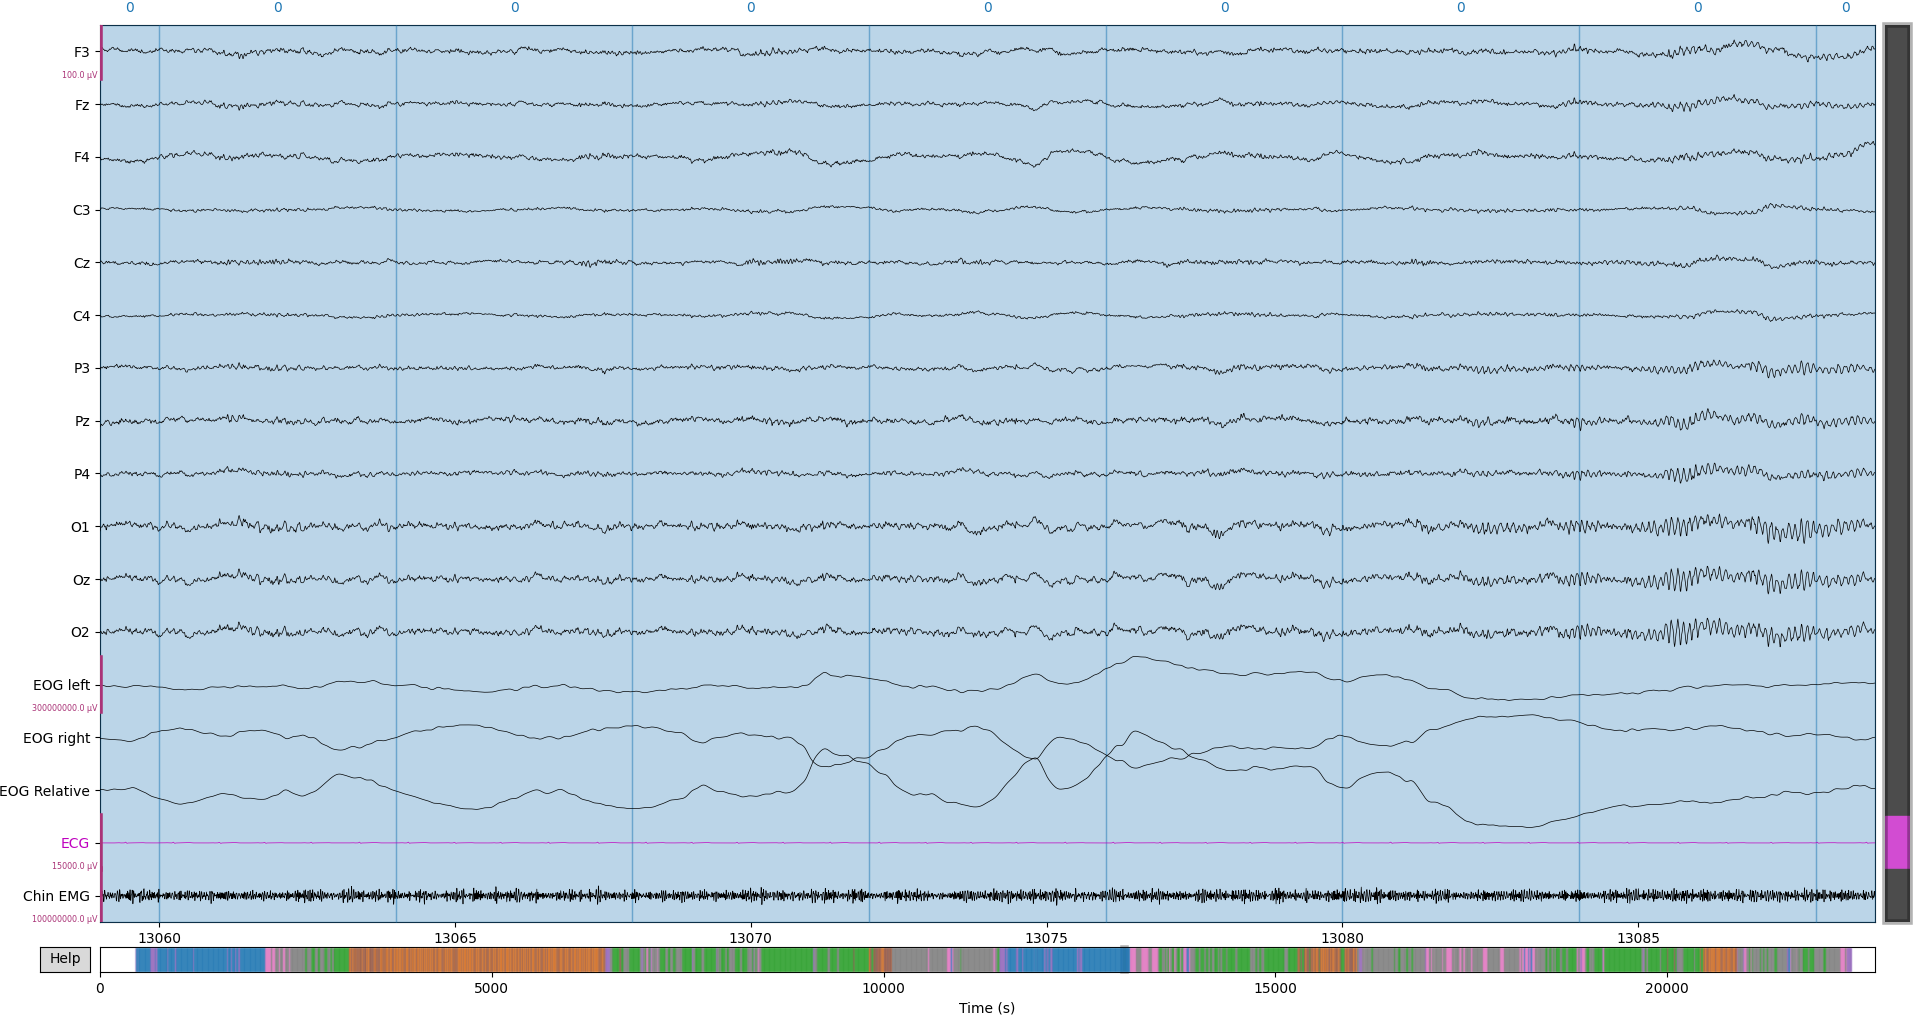 0 0 0 0 0 0 0 0 0
F3
100.0 µV
Fz
F4
C3
Cz
C4
P3
Pz
P4
O1
Oz
O2
EOG left
300000000.0 µV
EOG right
EOG Relative
ECG
15000.0 µV
Chin EMG
100000000.0 µV
13060 13065 13070 13075 13080 13085
Help
0 5000 10000 15000 20000
Time (s)